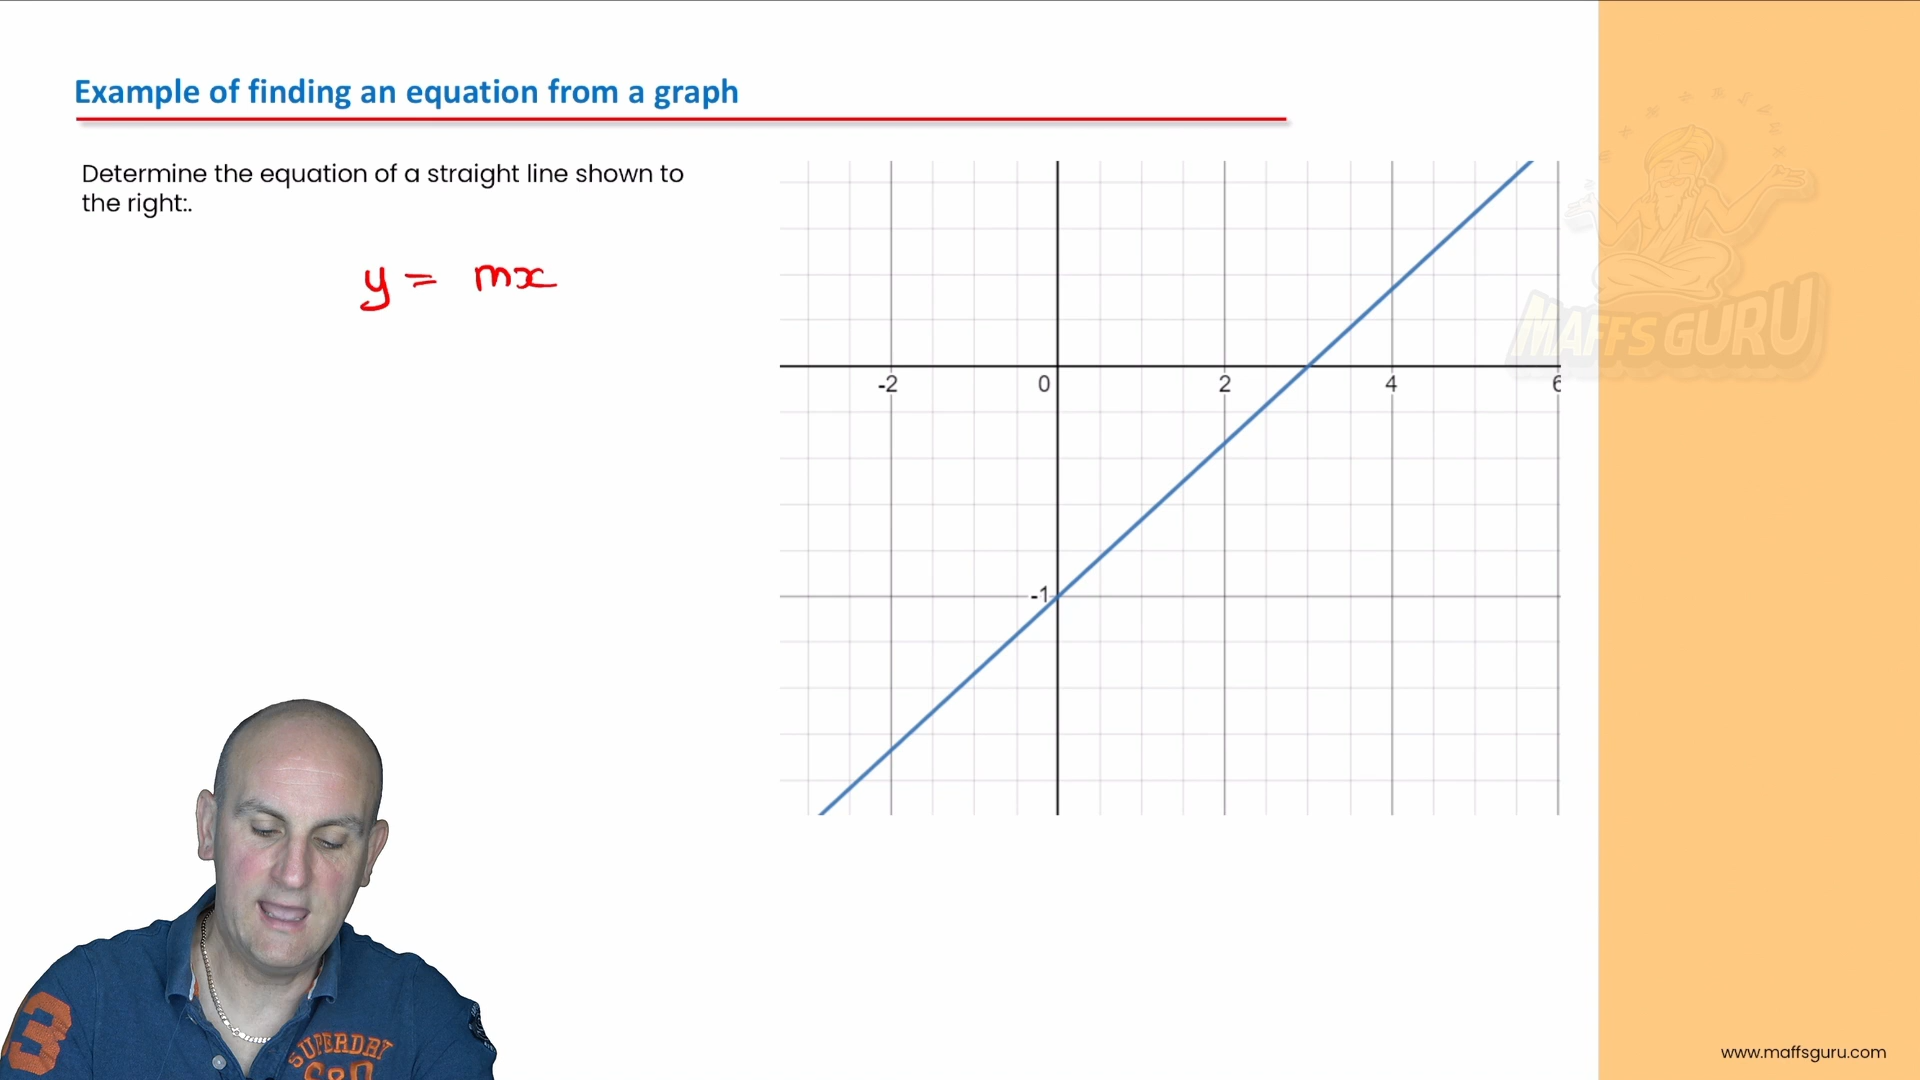 Example of finding an equation from a graph
Determine the equation of a straight line shown to
the right:.
y = mx
-2 0 2 4 6
-1
MAFFS GURU
3
SUPERDRY
www.maffsguru.com